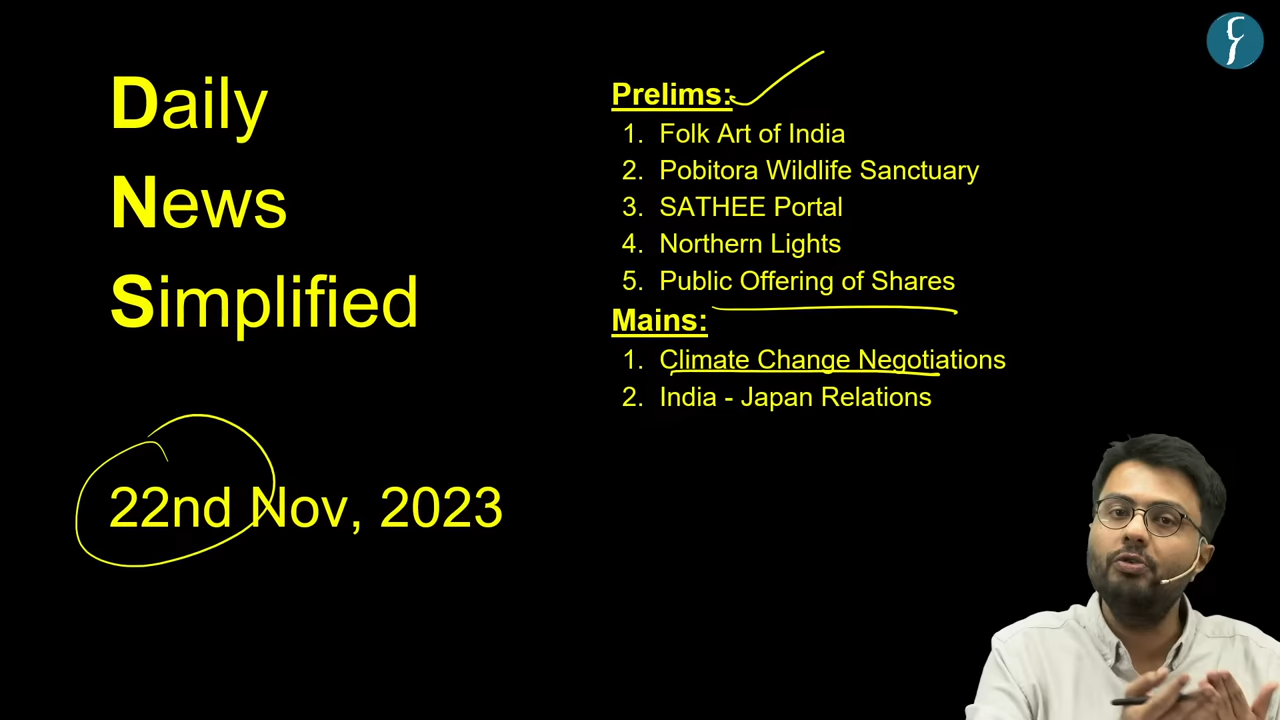 Daily
News
Simplified
22nd Nov, 2023
Prelims:
1. Folk Art of India
2. Pobitora Wildlife Sanctuary
3. SATHEE Portal
4. Northern Lights
5. Public Offering of Shares
Mains:
1. Climate Change Negotiations
2. India - Japan Relations